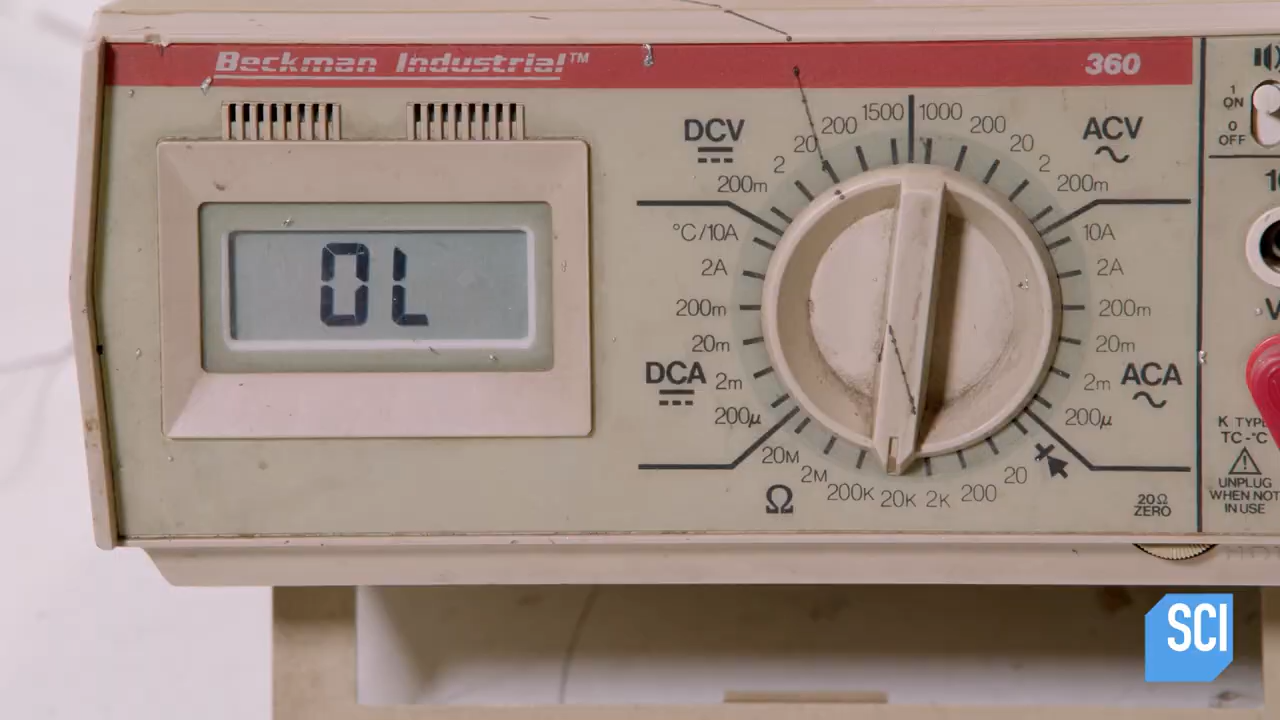 Beckman Industrial™ 360
1 ON
0 OFF
DCV
200m 2 20 200 1500 1000 200 20 2 200m
ACV
°C/10A
2A
200m
20m
2m
200µ
DCA
10A
2A
200m
20m
2m
200µ
ACA
OL
20M 2M 200K 20K 2K 200 20
Ω
20Ω
ZERO
K TYPE
TC-°C
UNPLUG
WHEN NOT
IN USE
SCI